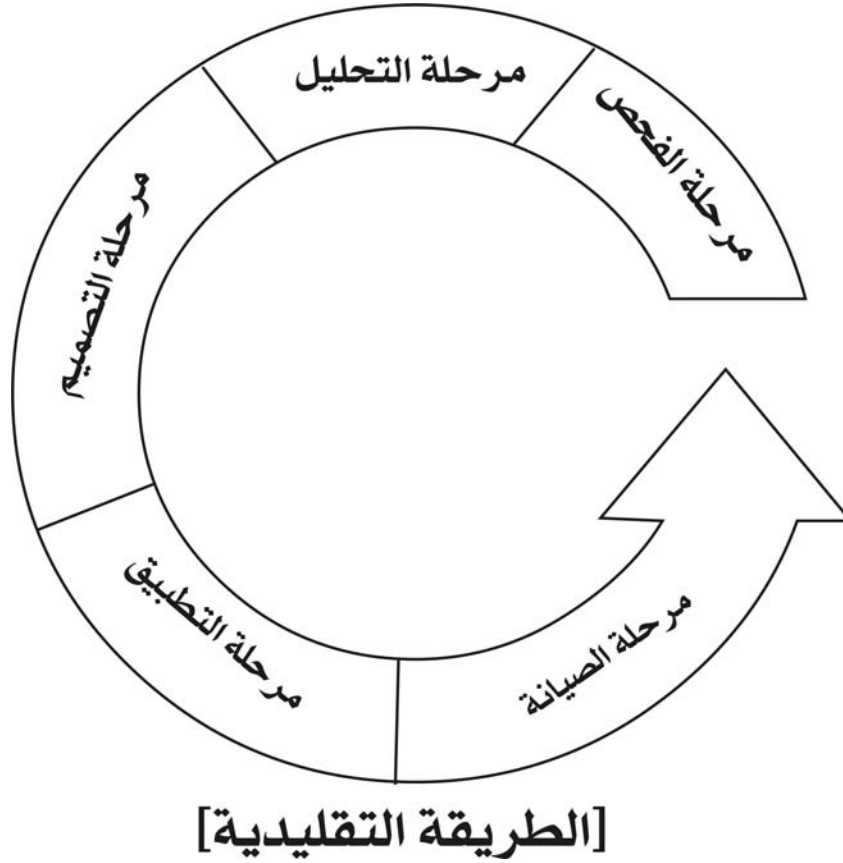 مرحلة الفحص
مرحلة التحليل
مرحلة التصميم
مرحلة التطبيق
مرحلة الصيانة
[الطريقة التقليدية]